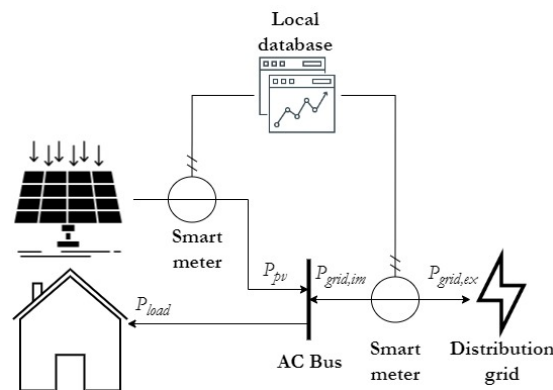 Local
database
Smart
meter
P_pv
P_grid,im
P_grid,ex
P_load
AC Bus
Smart
meter
Distribution
grid